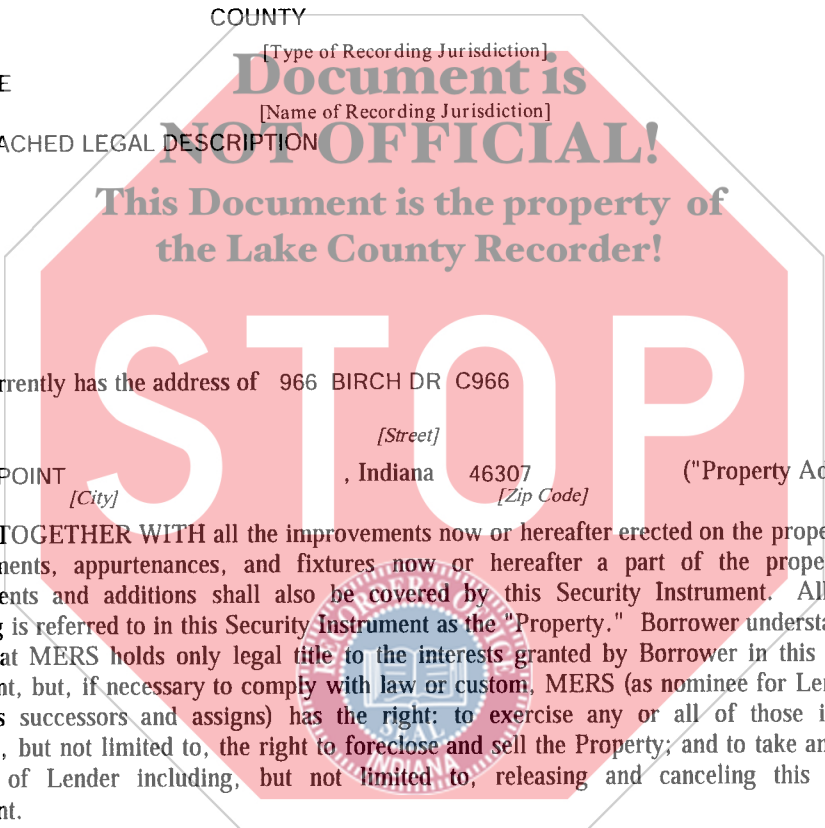 COUNTY
[Type of Recording Jurisdiction]
Document is
E
[Name of Recording Jurisdiction]
ACHED LEGAL DESCRIPTION
NOT OFFICIAL!
This Document is the property of
the Lake County Recorder!
STOP
rrently has the address of 966 BIRCH DR C966
[Street]
POINT , Indiana 46307 ("Property Ad
[City] [Zip Code]
TOGETHER WITH all the improvements now or hereafter erected on the prope
nents, appurtenances, and fixtures now or hereafter a part of the prope
ents and additions shall also be covered by this Security Instrument. All
g is referred to in this Security Instrument as the "Property." Borrower understa
at MERS holds only legal title to the interests granted by Borrower in this
nt, but, if necessary to comply with law or custom, MERS (as nominee for Len
s successors and assigns) has the right: to exercise any or all of those i
, but not limited to, the right to foreclose and sell the Property; and to take an
of Lender including, but not limited to, releasing and canceling this
nt.
RECORDER'S OFFICE
SEAL
INDIANA